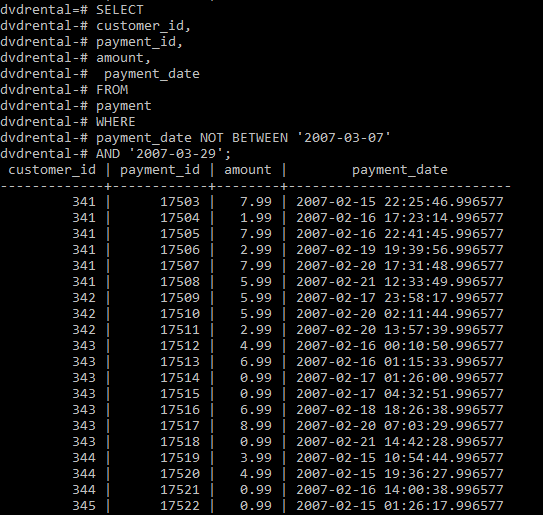 dvdrental=# SELECT
dvdrental-# customer_id,
dvdrental-# payment_id,
dvdrental-# amount,
dvdrental-#  payment_date
dvdrental-# FROM
dvdrental-# payment
dvdrental-# WHERE
dvdrental-# payment_date NOT BETWEEN '2007-03-07'
dvdrental-# AND '2007-03-29';
 customer_id | payment_id | amount |        payment_date
-------------+------------+--------+----------------------------
         341 |      17503 |   7.99 | 2007-02-15 22:25:46.996577
         341 |      17504 |   1.99 | 2007-02-16 17:23:14.996577
         341 |      17505 |   7.99 | 2007-02-16 22:41:45.996577
         341 |      17506 |   2.99 | 2007-02-19 19:39:56.996577
         341 |      17507 |   7.99 | 2007-02-20 17:31:48.996577
         341 |      17508 |   5.99 | 2007-02-21 12:33:49.996577
         342 |      17509 |   5.99 | 2007-02-17 23:58:17.996577
         342 |      17510 |   5.99 | 2007-02-20 02:11:44.996577
         342 |      17511 |   2.99 | 2007-02-20 13:57:39.996577
         343 |      17512 |   4.99 | 2007-02-16 00:10:50.996577
         343 |      17513 |   6.99 | 2007-02-16 01:15:33.996577
         343 |      17514 |   0.99 | 2007-02-17 01:26:00.996577
         343 |      17515 |   0.99 | 2007-02-17 04:32:51.996577
         343 |      17516 |   6.99 | 2007-02-18 18:26:38.996577
         343 |      17517 |   8.99 | 2007-02-20 07:03:29.996577
         343 |      17518 |   0.99 | 2007-02-21 14:42:28.996577
         344 |      17519 |   3.99 | 2007-02-15 10:54:44.996577
         344 |      17520 |   4.99 | 2007-02-15 19:36:27.996577
         344 |      17521 |   0.99 | 2007-02-16 14:00:38.996577
         345 |      17522 |   0.99 | 2007-02-15 01:26:17.996577